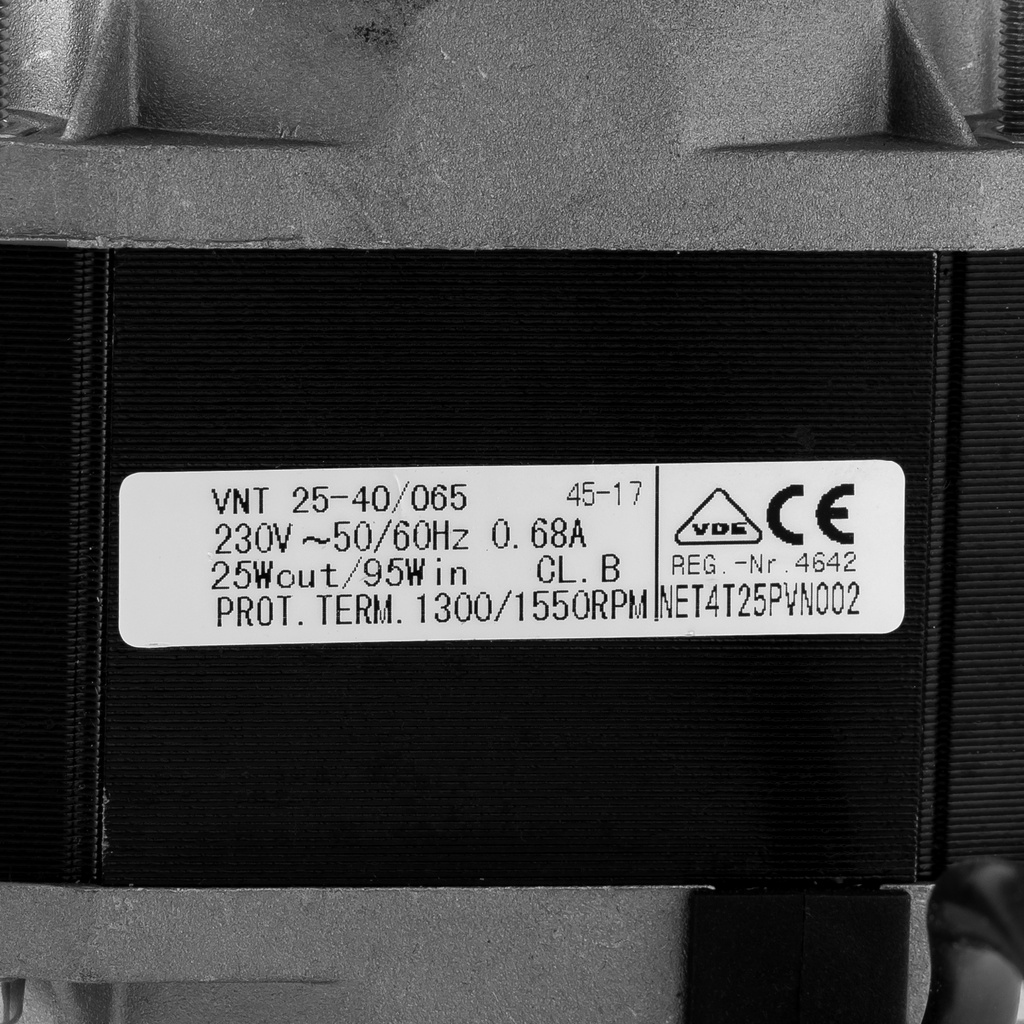 VNT 25-40/065 45-17
230V ~50/60Hz 0.68A
25Wout/95Win CL.B
PROT.TERM.1300/1550RPM
VDE CE
REG.-Nr.4642
NET4T25PVN002